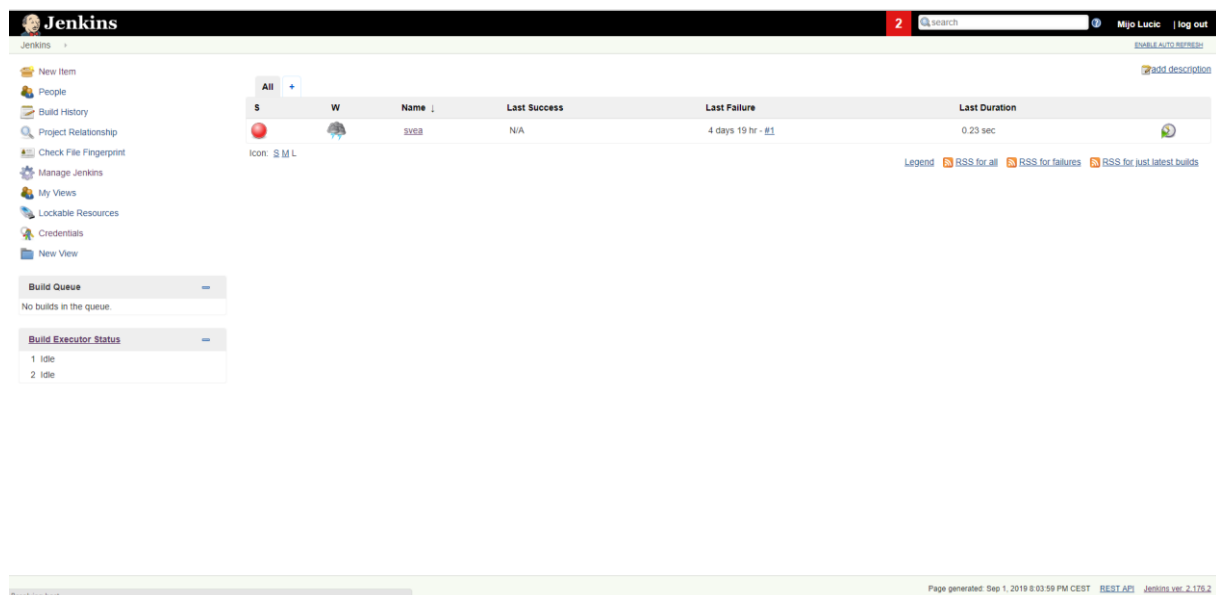 Jenkins
2
search
Mijo Lucic | log out
Jenkins
ENABLE AUTO REFRESH
New Item
People
Build History
Project Relationship
Check File Fingerprint
Manage Jenkins
My Views
Lockable Resources
Credentials
New View
Build Queue
No builds in the queue.
Build Executor Status
1 Idle
2 Idle
add description
All +
S W Name ↓ Last Success Last Failure Last Duration
svea N/A 4 days 19 hr - #1 0.23 sec
Icon: S M L
Legend RSS for all RSS for failures RSS for just latest builds
Page generated: Sep 1, 2019 8:03:59 PM CEST REST API Jenkins ver. 2.176.2